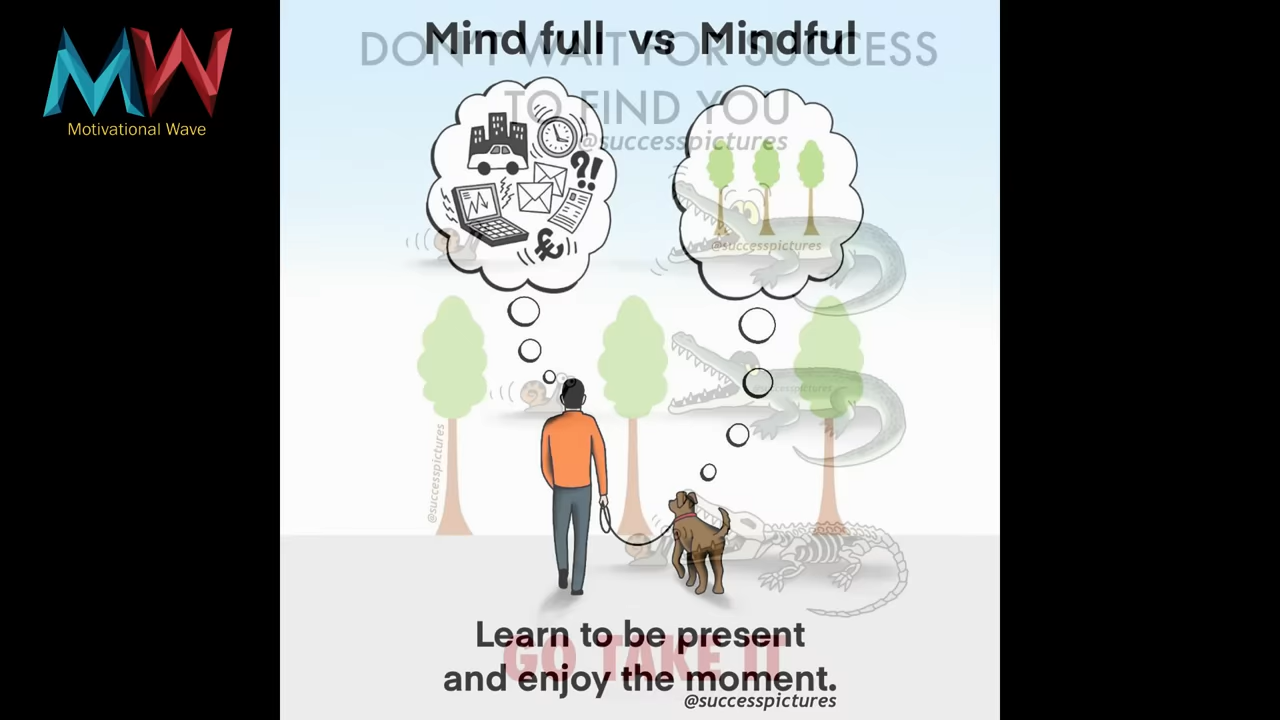 MW
Motivational Wave
Mind full vs Mindful
DON'T WAIT FOR SUCCESS
TO FIND YOU
@successpictures
?!
@successpictures
£
@successpictures
@successpictures
Learn to be present
GO TAKE IT
and enjoy the moment.
@successpictures